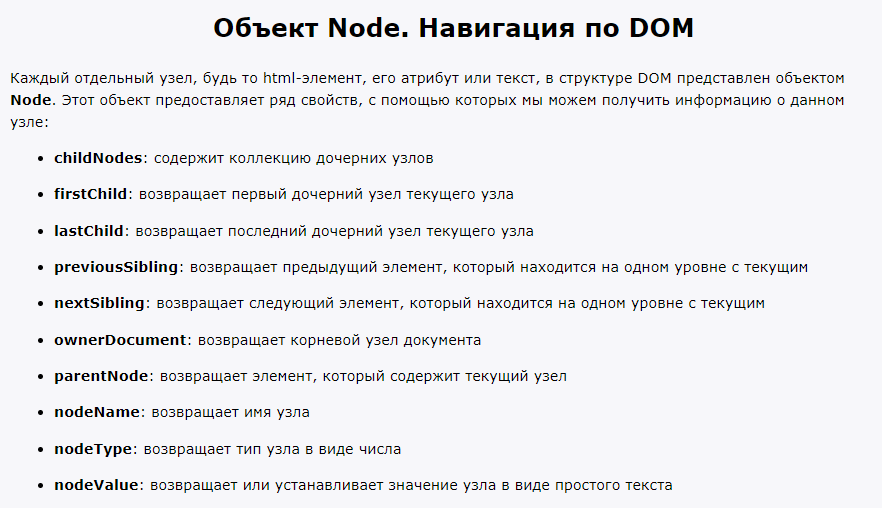 Объект Node. Навигация по DOM
Каждый отдельный узел, будь то html-элемент, его атрибут или текст, в структуре DOM представлен объектом
Node. Этот объект предоставляет ряд свойств, с помощью которых мы можем получить информацию о данном
узле:
• childNodes: содержит коллекцию дочерних узлов
• firstChild: возвращает первый дочерний узел текущего узла
• lastChild: возвращает последний дочерний узел текущего узла
• previousSibling: возвращает предыдущий элемент, который находится на одном уровне с текущим
• nextSibling: возвращает следующий элемент, который находится на одном уровне с текущим
• ownerDocument: возвращает корневой узел документа
• parentNode: возвращает элемент, который содержит текущий узел
• nodeName: возвращает имя узла
• nodeType: возвращает тип узла в виде числа
• nodeValue: возвращает или устанавливает значение узла в виде простого текста